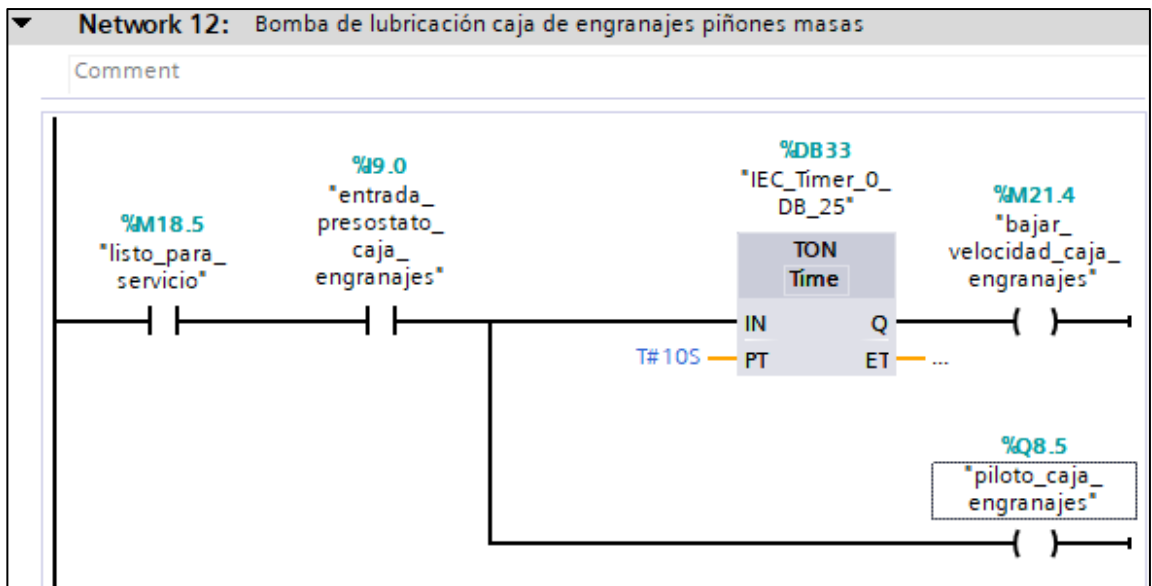 Network 12: Bomba de lubricación caja de engranajes piñones masas
Comment
%M18.5
"listo_para_
servicio"
%I9.0
"entrada_
presostato_
caja_
engranajes"
%DB33
"IEC_Timer_0_
DB_25"
TON
Time
IN
Q
T#10S
PT
ET
...
%M21.4
"bajar_
velocidad_caja_
engranajes"
%Q8.5
"piloto_caja_
engranajes"